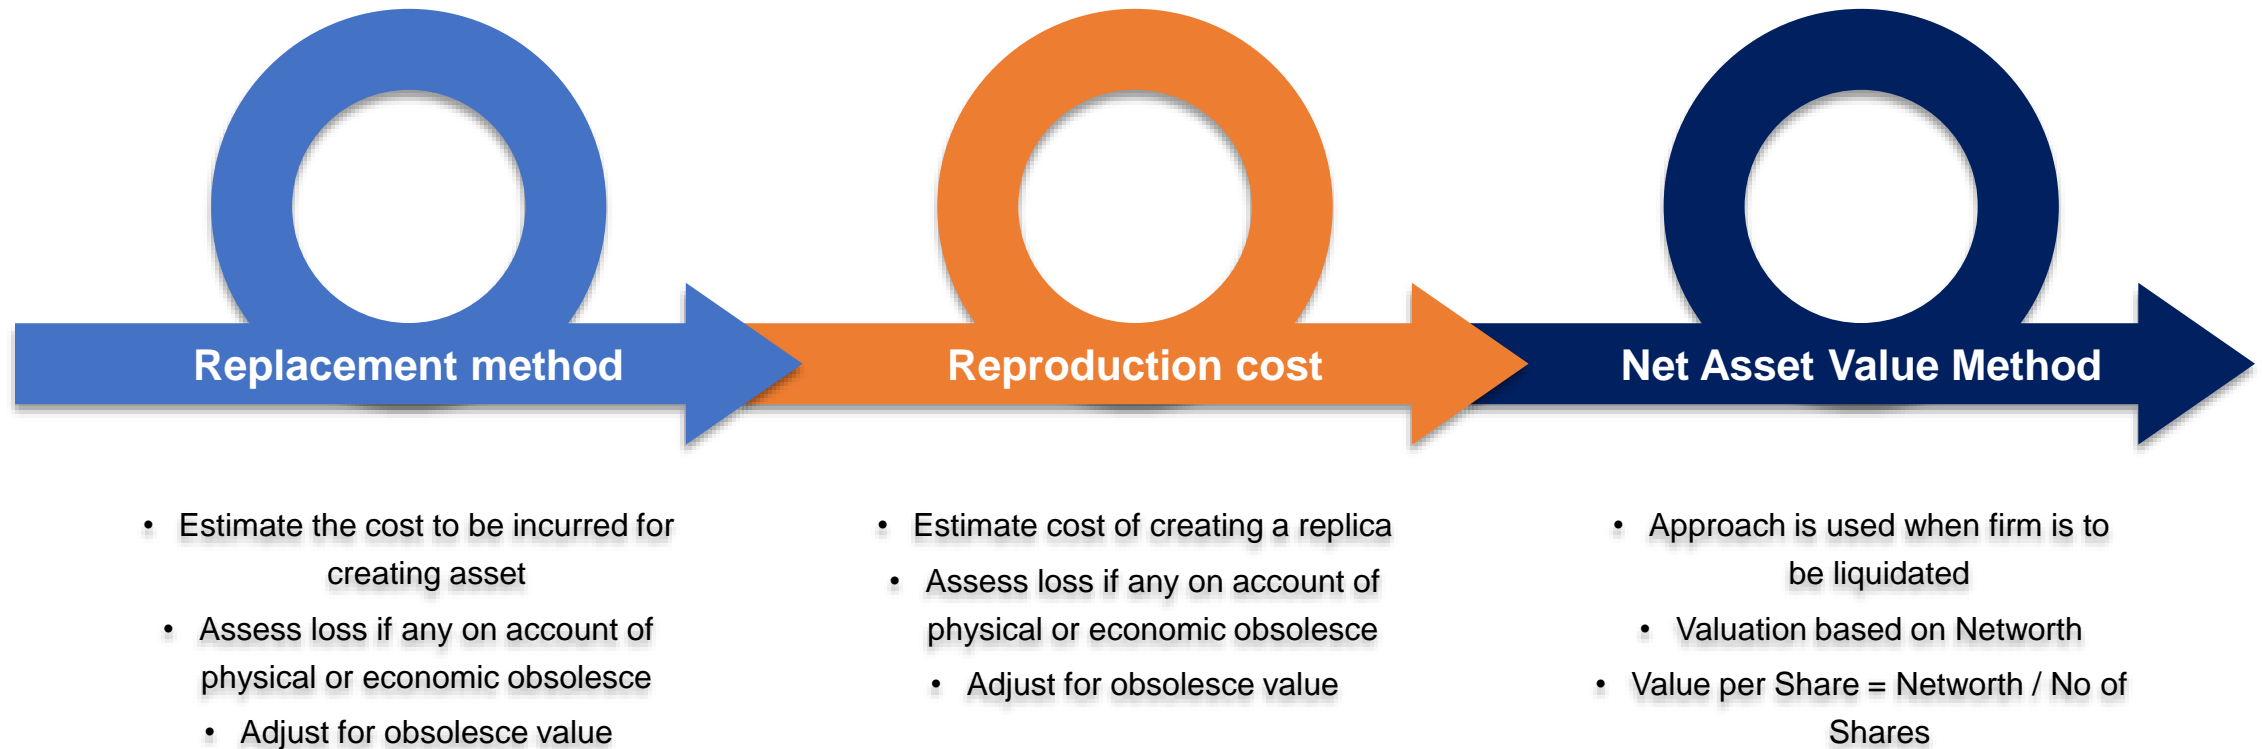 Replacement method
• Estimate the cost to be incurred for
creating asset
• Assess loss if any on account of
physical or economic obsolesce
• Adjust for obsolesce value
Reproduction cost
• Estimate cost of creating a replica
• Assess loss if any on account of
physical or economic obsolesce
• Adjust for obsolesce value
Net Asset Value Method
• Approach is used when firm is to
be liquidated
• Valuation based on Networth
• Value per Share = Networth / No of
Shares